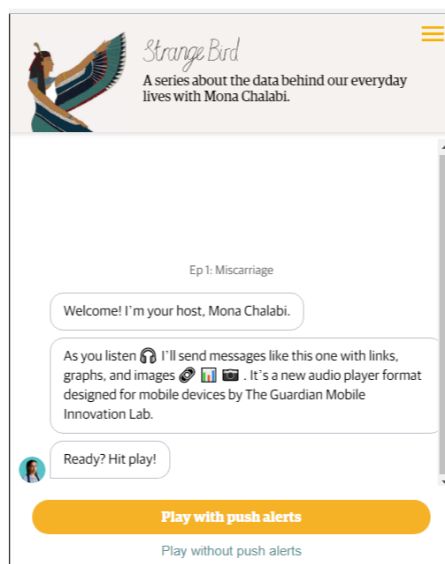 Strange Bird
A series about the data behind our everyday
lives with Mona Chalabi.
Ep 1: Miscarriage
Welcome! I'm your host, Mona Chalabi.
As you listen 🎧 I'll send messages like this one with links,
graphs, and images 🔗 📊 📷 . It's a new audio player format
designed for mobile devices by The Guardian Mobile
Innovation Lab.
Ready? Hit play!
Play with push alerts
Play without push alerts